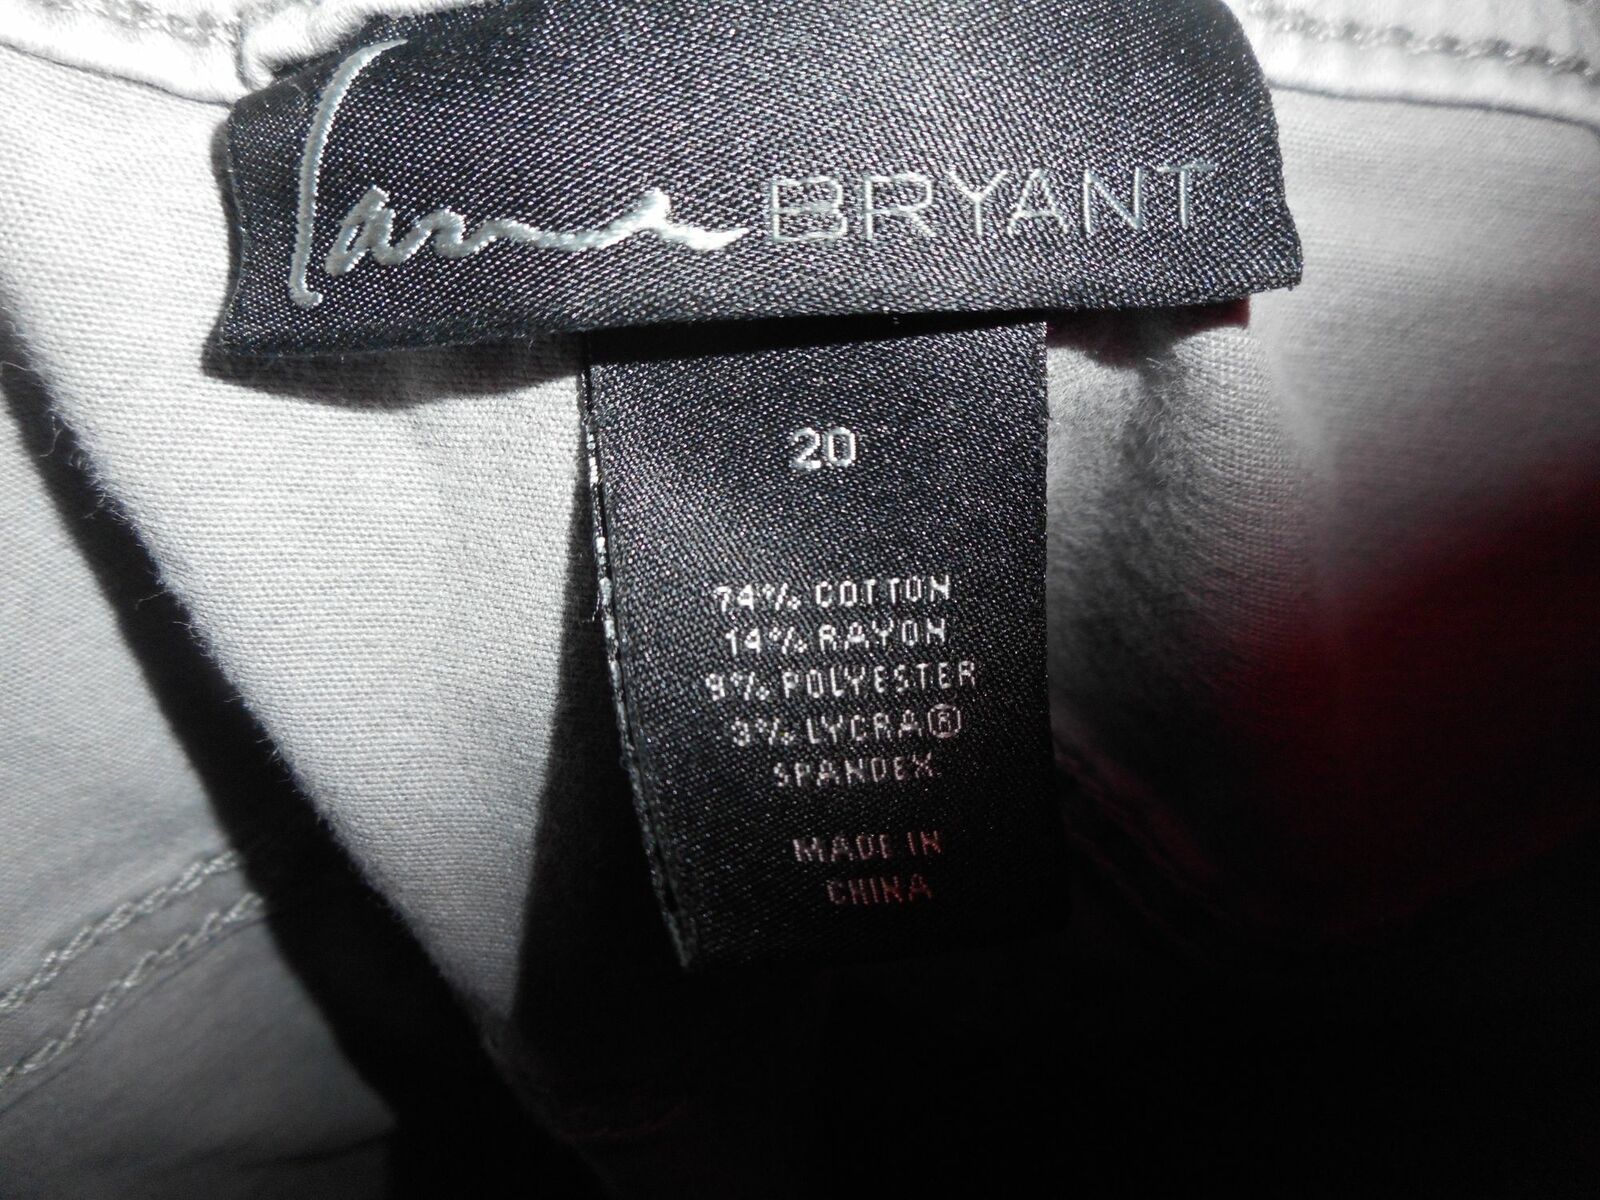 Lane BRYANT
20
74% COTTON
14% RAYON
9% POLYESTER
3% LYCRA®
SPANDEX
MADE IN
CHINA